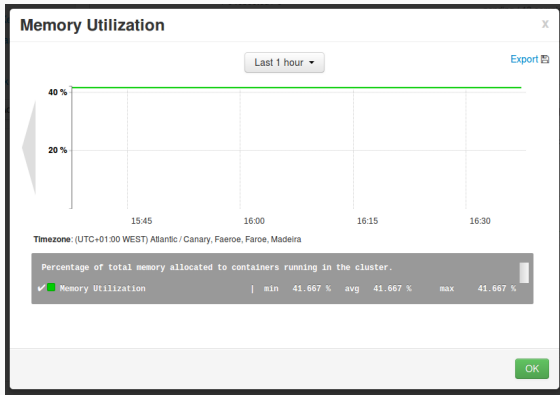 Memory Utilization
x
Last 1 hour
Export
40 %
20 %
15:45 16:00 16:15 16:30
Timezone: (UTC+01:00 WEST) Atlantic / Canary, Faeroe, Faroe, Madeira
Percentage of total memory allocated to containers running in the cluster.
Memory Utilization | min 41.667 % avg 41.667 % max 41.667 %
OK